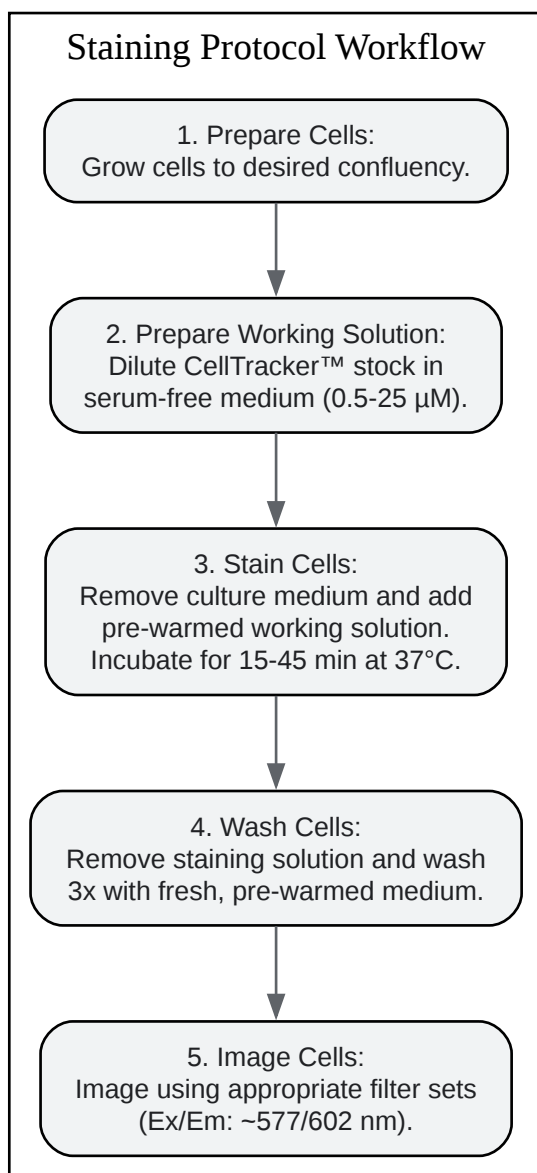 Staining Protocol Workflow
1. Prepare Cells:
Grow cells to desired confluency.
2. Prepare Working Solution:
Dilute CellTracker™ stock in
serum-free medium (0.5-25 µM).
3. Stain Cells:
Remove culture medium and add
pre-warmed working solution.
Incubate for 15-45 min at 37°C.
4. Wash Cells:
Remove staining solution and wash
3x with fresh, pre-warmed medium.
5. Image Cells:
Image using appropriate filter sets
(Ex/Em: ~577/602 nm).